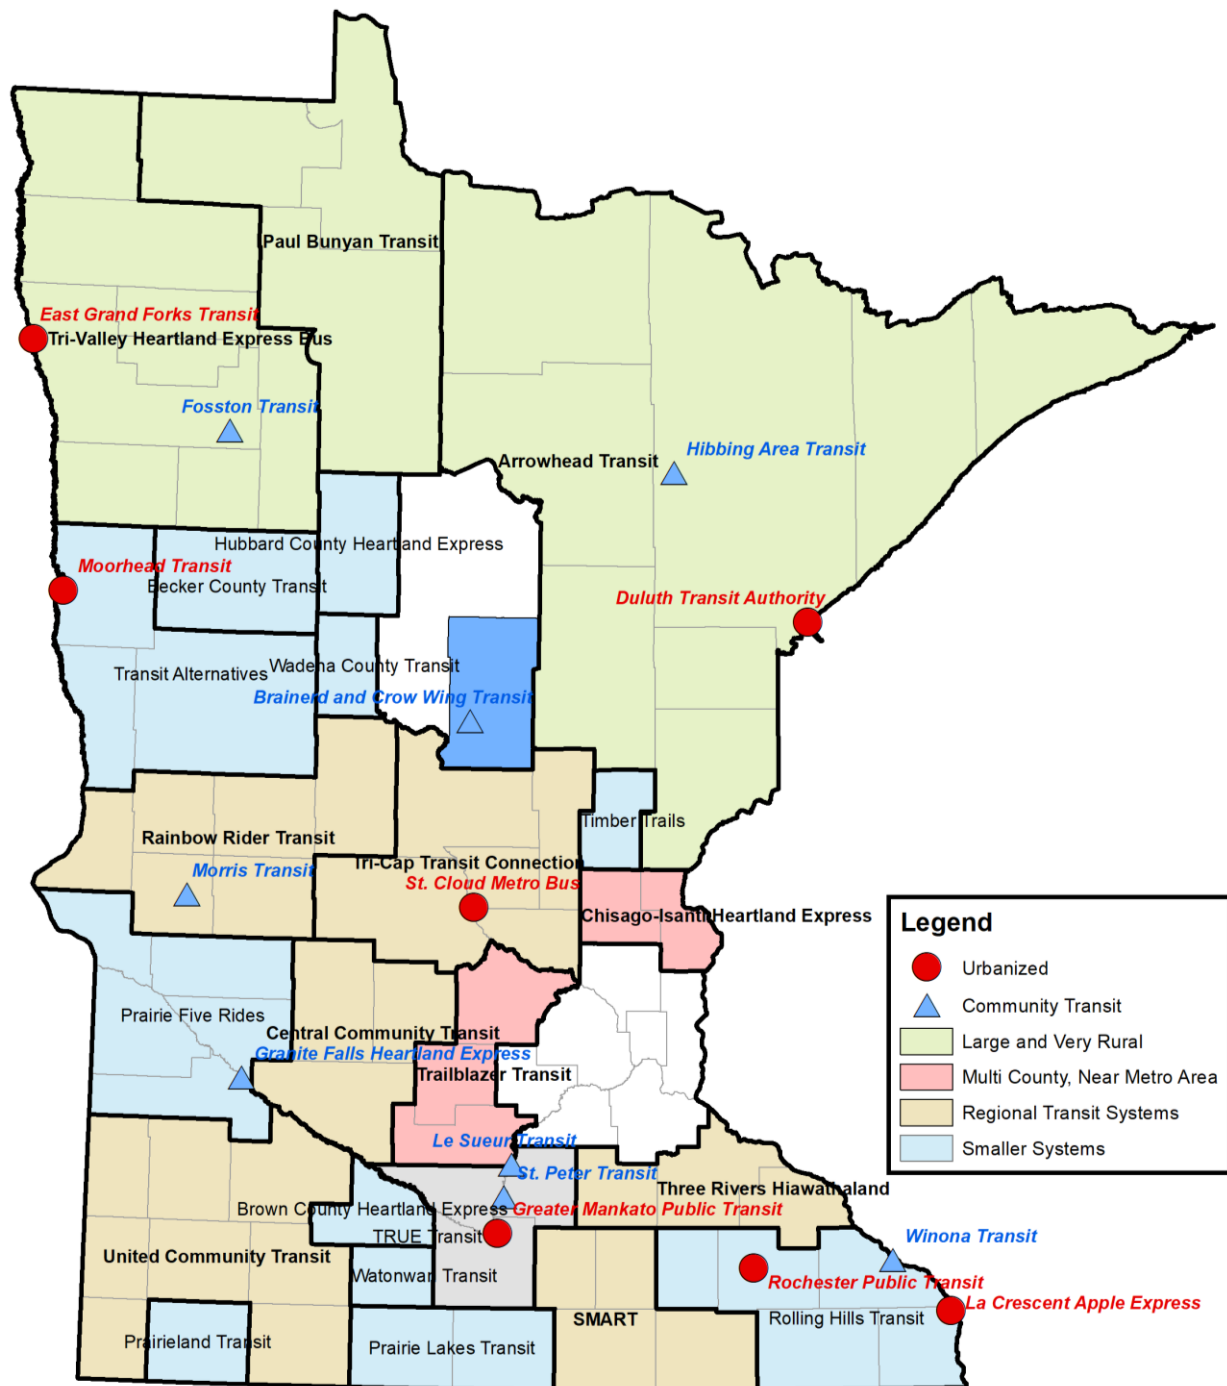 Paul Bunyan Transit
East Grand Forks Transit
Tri-Valley Heartland Express Bus
Fosston Transit
Hibbing Area Transit
Arrowhead Transit
Hubbard County Heartland Express
Moorhead Transit
Becker County Transit
Duluth Transit Authority
Wadena County Transit
Transit Alternatives
Brainerd and Crow Wing Transit
Timber Trails
Rainbow Rider Transit
Tri-Cap Transit Connection
Morris Transit
St. Cloud Metro Bus
Chisago-Isanti Heartland Express
Prairie Five Rides
Central Community Transit
Granite Falls Heartland Express
Trailblazer Transit
Le Sueur Transit
St. Peter Transit
Three Rivers Hiawathaland
Brown County Heartland Express
Greater Mankato Public Transit
TRUE Transit
Winona Transit
United Community Transit
Watonwan Transit
Rochester Public Transit
La Crescent Apple Express
SMART
Rolling Hills Transit
Prairieland Transit
Prairie Lakes Transit
Legend
Urbanized
Community Transit
Large and Very Rural
Multi County, Near Metro Area
Regional Transit Systems
Smaller Systems